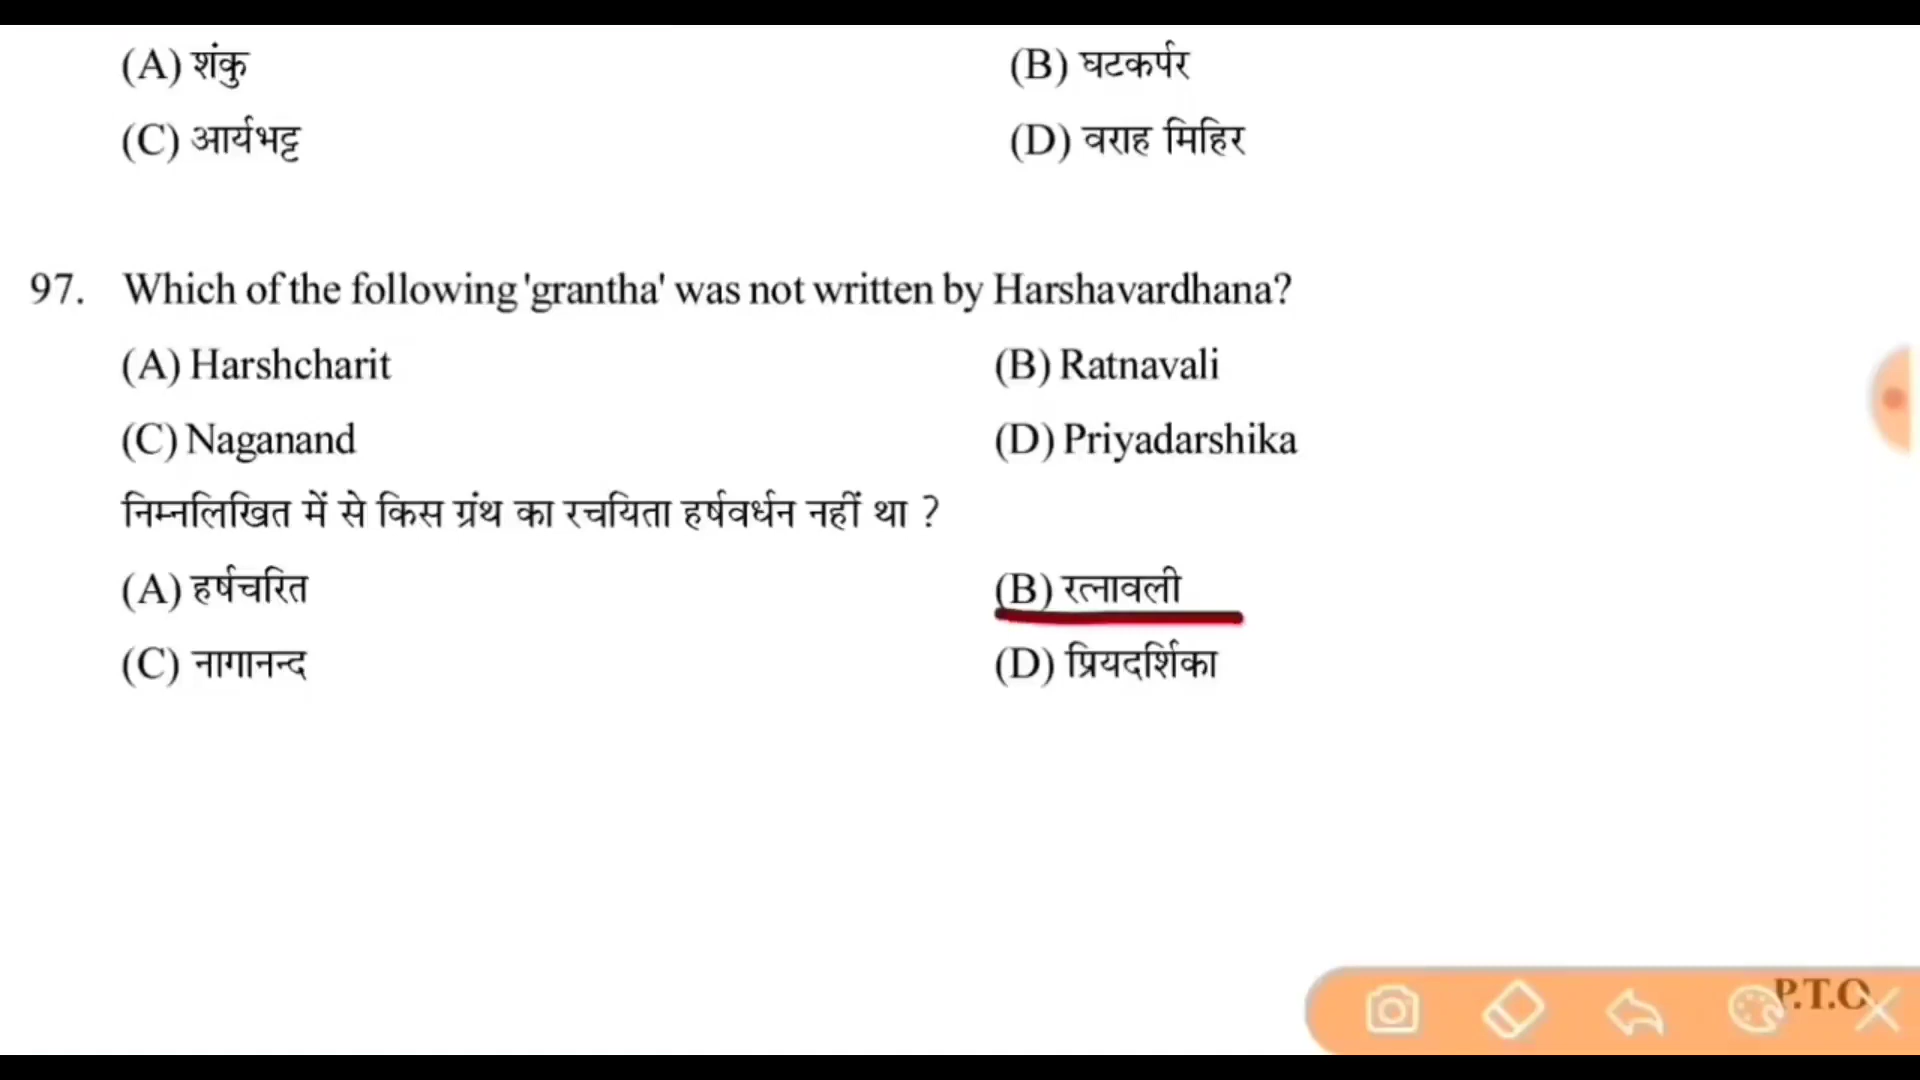 (A) शंकु (B) घटकर्पर
(C) आर्यभट्ट (D) वराह मिहिर
97. Which of the following 'grantha' was not written by Harshavardhana?
(A) Harshcharit (B) Ratnavali
(C) Naganand (D) Priyadarshika
निम्नलिखित में से किस ग्रंथ का रचयिता हर्षवर्धन नहीं था ?
(A) हर्षचरित (B) रत्नावली
(C) नागानन्द (D) प्रियदर्शिका
P.T.O.